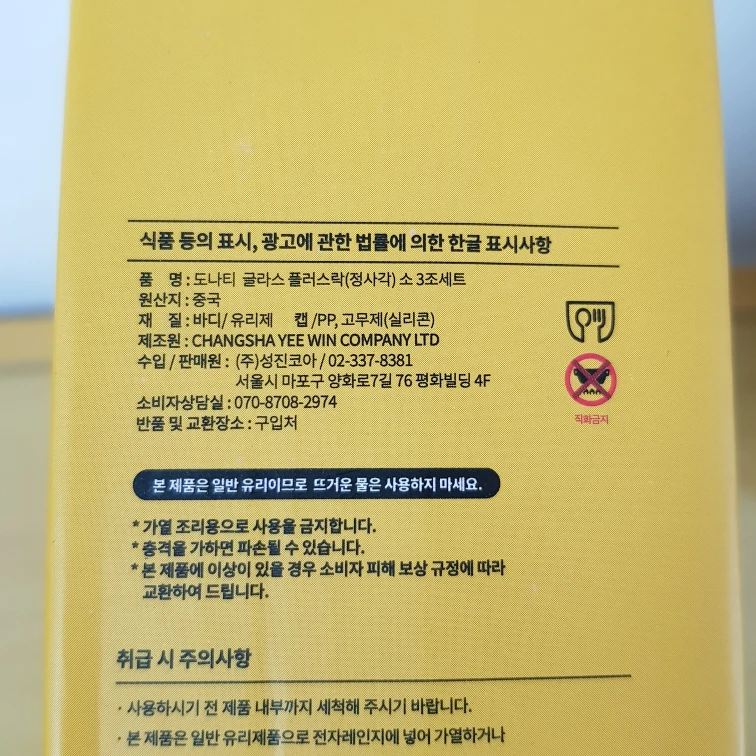 식품 등의 표시, 광고에 관한 법률에 의한 한글 표시사항
품 명 : 도나티 글라스 플러스락(정사각) 소 3조세트
원산지 : 중국
재 질 : 바디/ 유리제 캡 /PP, 고무제(실리콘)
제조원 : CHANGSHA YEE WIN COMPANY LTD
수입 / 판매원 : (주)성진코아 / 02-337-8381
서울시 마포구 양화로7길 76 평화빌딩 4F
소비자상담실 : 070-8708-2974
반품 및 교환장소 : 구입처
직화금지
본 제품은 일반 유리이므로 뜨거운 물은 사용하지 마세요.
* 가열 조리용으로 사용을 금지합니다.
* 충격을 가하면 파손될 수 있습니다.
* 본 제품에 이상이 있을 경우 소비자 피해 보상 규정에 따라
교환하여 드립니다.
취급 시 주의사항
· 사용하시기 전 제품 내부까지 세척해 주시기 바랍니다.
· 본 제품은 일반 유리제품으로 전자레인지에 넣어 가열하거나